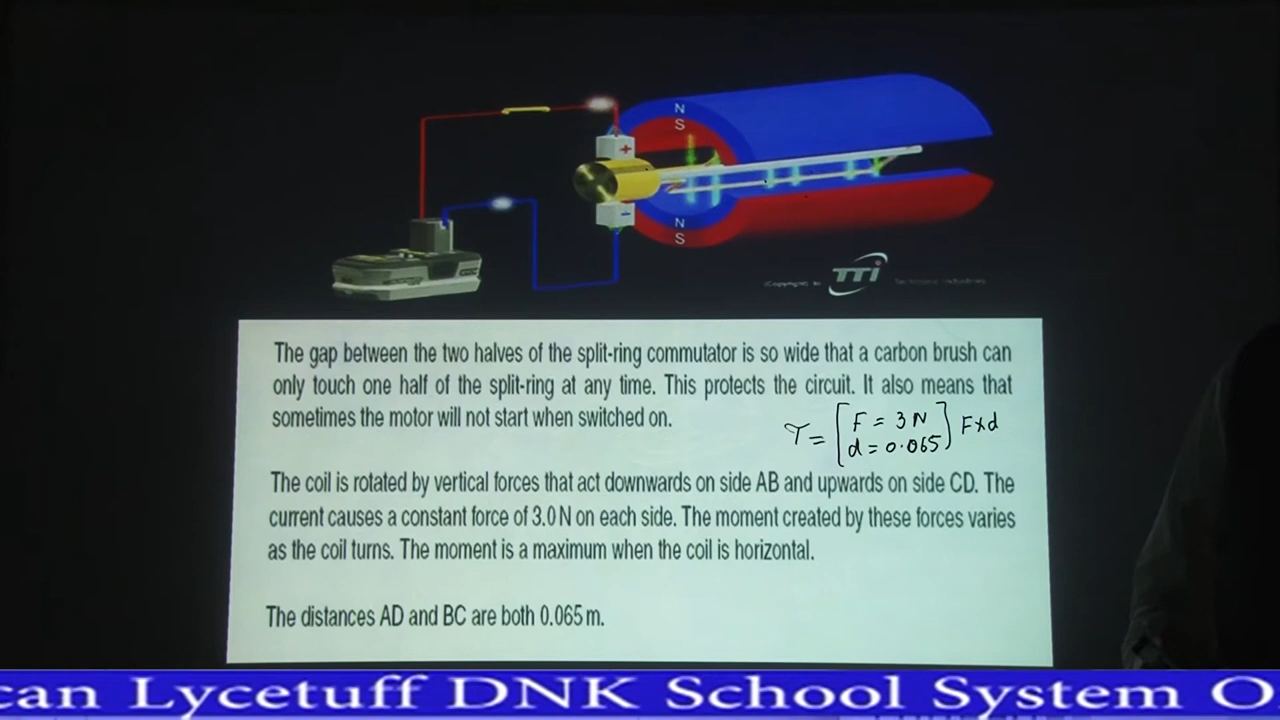 N
S
+
-
N
S
TTi
The gap between the two halves of the split-ring commutator is so wide that a carbon brush can
only touch one half of the split-ring at any time. This protects the circuit. It also means that
sometimes the motor will not start when switched on.
τ = [F = 3N
d = 0.065] F×d
The coil is rotated by vertical forces that act downwards on side AB and upwards on side CD. The
current causes a constant force of 3.0 N on each side. The moment created by these forces varies
as the coil turns. The moment is a maximum when the coil is horizontal.
The distances AD and BC are both 0.065 m.
can Lycetuff DNK School System O